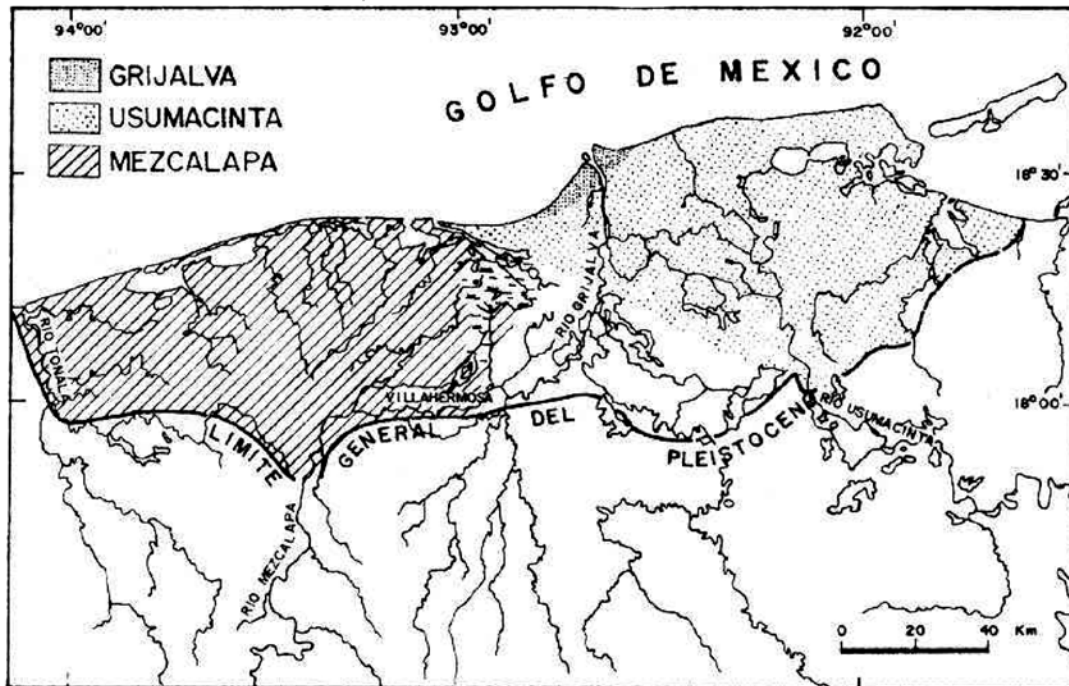 94°00'
93°00'
92°00'
GRIJALVA
USUMACINTA
MEZCALAPA
GOLFO DE MEXICO
18°30'
RIO TONALA
RIO GRIJALVA
VILLAHERMOSA
18°00'
LIMITE GENERAL DEL PLEISTOCENO
RIO USUMACINTA
RIO MEZCALAPA
0 20 40 Km